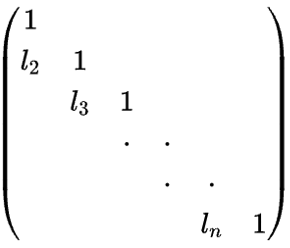 1
l₂ 1
l₃ 1
. .
. .
lₙ 1